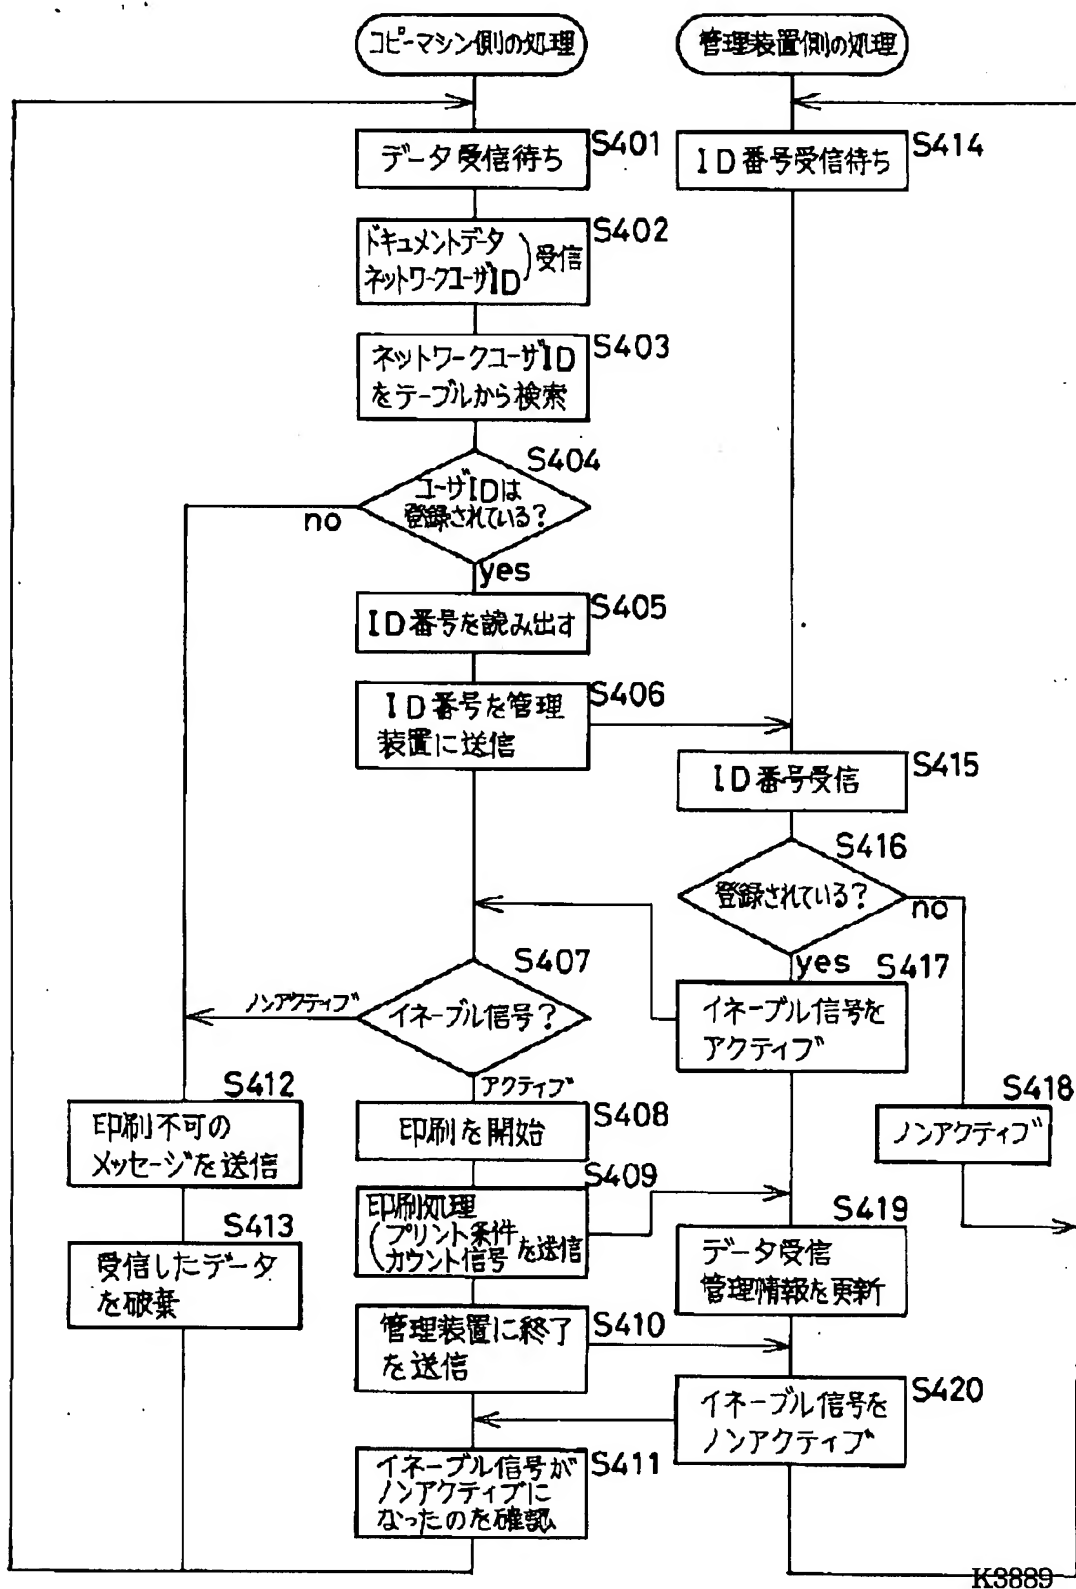 コピーマシン側の処理
データ受信待ち
S401
ドキュメントデータ
ネットワークユーザID
受信
S402
ネットワークユーザID
をテーブルから検索
S403
S404
ユーザIDは
登録されている?
no
yes
ID番号を読み出す
S405
ID番号を管理
装置に送信
S406
S407
イネーブル信号?
ノンアクティブ
アクティブ
印刷を開始
S408
S409
印刷処理
(プリント条件
カウント信号 を送信
管理装置に終了
を送信
S410
イネーブル信号が
ノンアクティブに
なったのを確認
S411
S412
印刷不可の
メッセージを送信
S413
受信したデータ
を破棄
管理装置側の処理
ID番号受信待ち
S414
ID番号受信
S415
S416
登録されている?
no
yes
S417
イネーブル信号を
アクティブ
S418
ノンアクティブ
S419
データ受信
管理情報を更新
イネーブル信号を
ノンアクティブ
S420
K3889